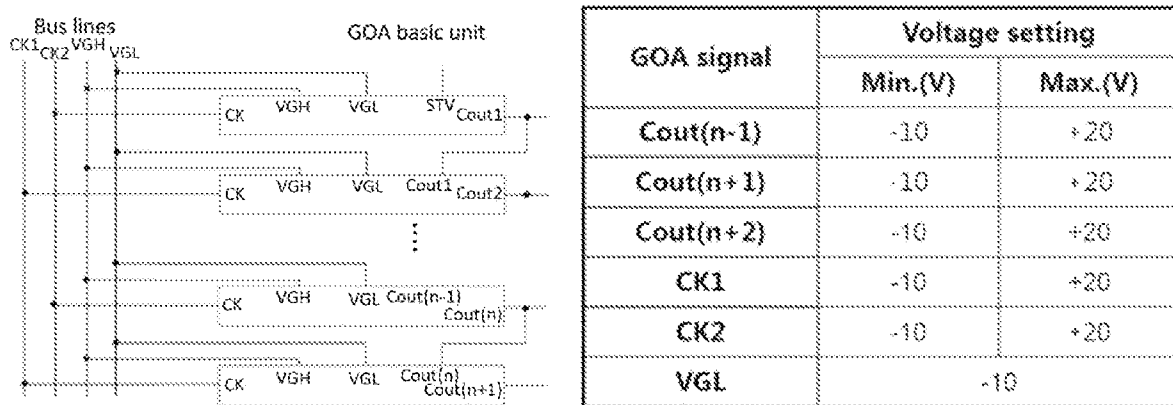 Bus lines
GOA basic unit
CK1 CK2 VGH VGL
CK VGH VGL STV Cout1
CK VGH VGL Cout1 Cout2
CK VGH VGL Cout(n-1) Cout(n)
CK VGH VGL Cout(n) Cout(n+1)
GOA signal Voltage setting
Min.(V) Max.(V)
Cout(n-1) -10 +20
Cout(n+1) -10 +20
Cout(n+2) -10 +20
CK1 -10 +20
CK2 -10 +20
VGL -10